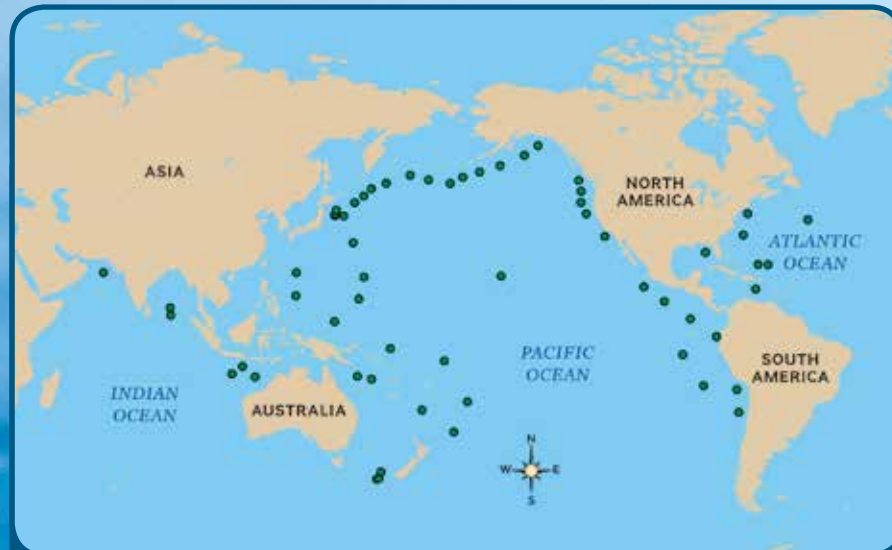 ASIA
NORTH
AMERICA
ATLANTIC
OCEAN
PACIFIC
OCEAN
SOUTH
AMERICA
INDIAN
OCEAN
AUSTRALIA
N
W
E
S